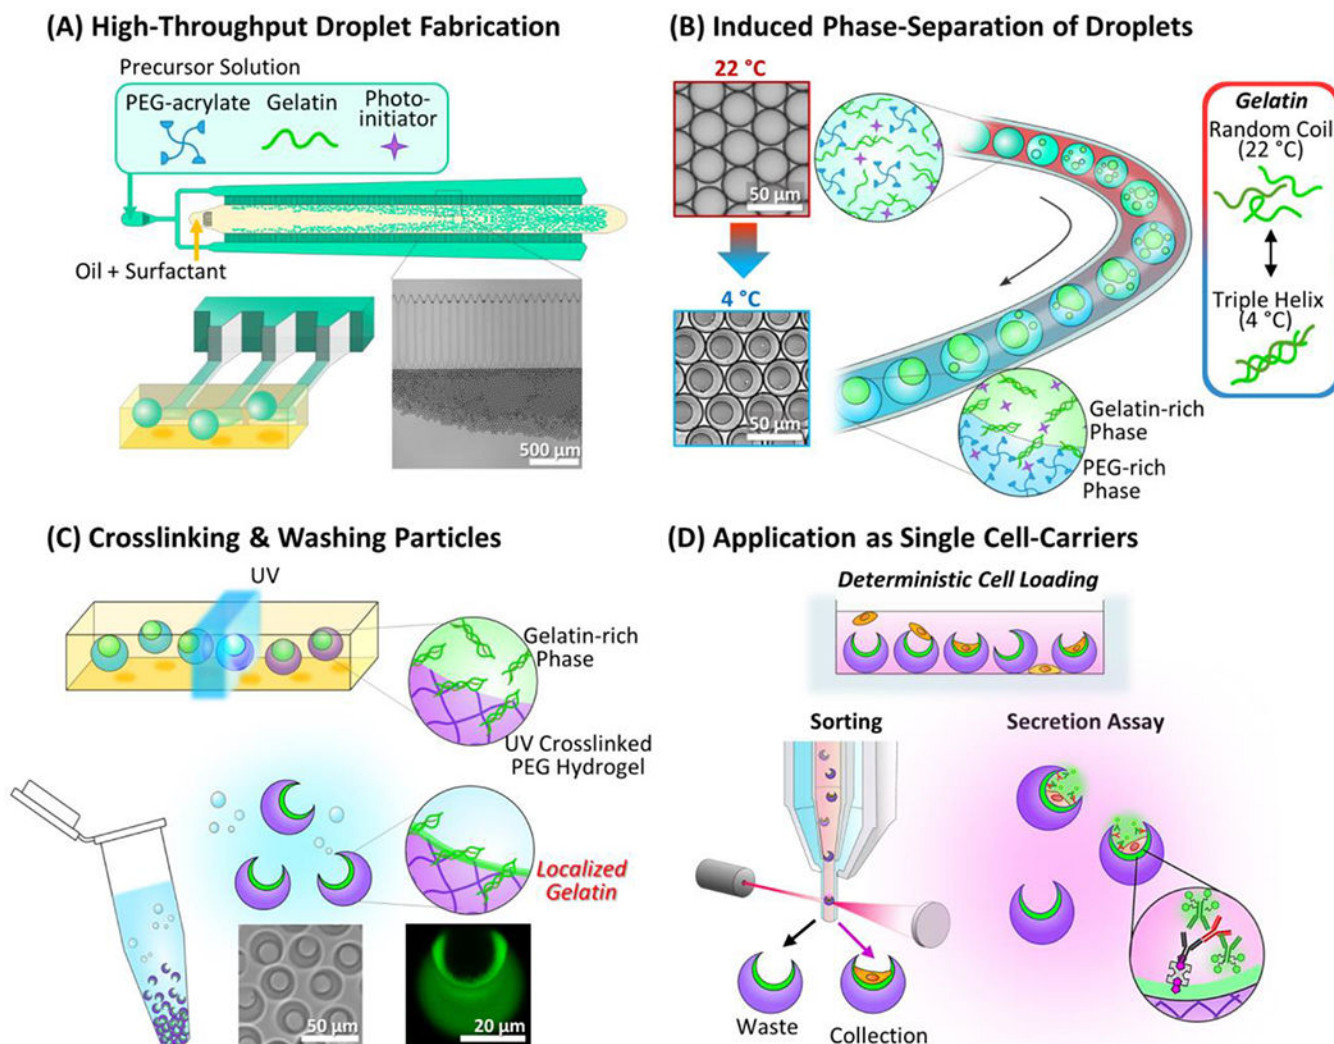 (A) High-Throughput Droplet Fabrication
Precursor Solution
PEG-acrylate Gelatin Photo-
initiator
Oil + Surfactant
500 μm
(B) Induced Phase-Separation of Droplets
22 °C
50 μm
4 °C
50 μm
Gelatin
Random Coil
(22 °C)
Triple Helix
(4 °C)
Gelatin-rich
Phase
PEG-rich
Phase
(C) Crosslinking & Washing Particles
UV
Gelatin-rich
Phase
UV Crosslinked
PEG Hydrogel
Localized
Gelatin
50 μm
20 μm
(D) Application as Single Cell-Carriers
Deterministic Cell Loading
Sorting
Waste
Collection
Secretion Assay